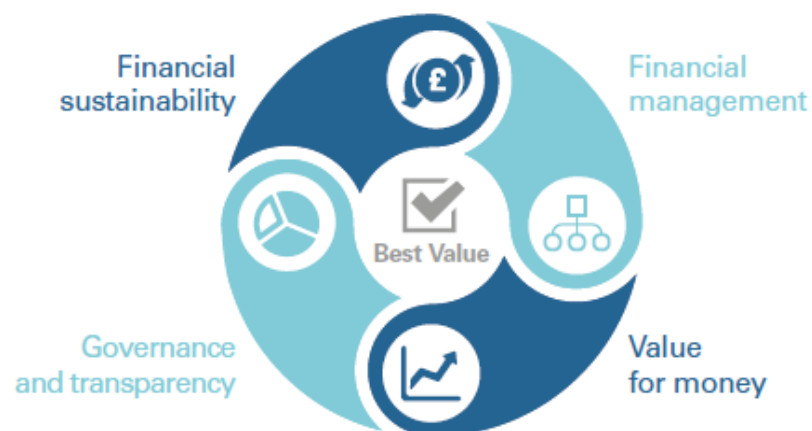 Financial
sustainability
Financial
management
£
Best Value
Governance
and transparency
Value
for money